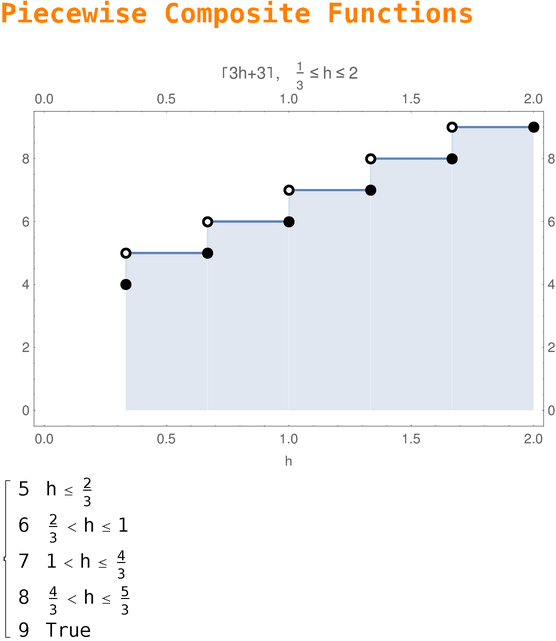 Piecewise Composite Functions
⌈3h+3⌉, 1/3 ≤ h ≤ 2
0.0 0.5 1.0 1.5 2.0
8 8
6 6
4 4
2 2
0 0
0.0 0.5 1.0 1.5 2.0
h
5 h ≤ 2/3
6 2/3 < h ≤ 1
7 1 < h ≤ 4/3
8 4/3 < h ≤ 5/3
9 True